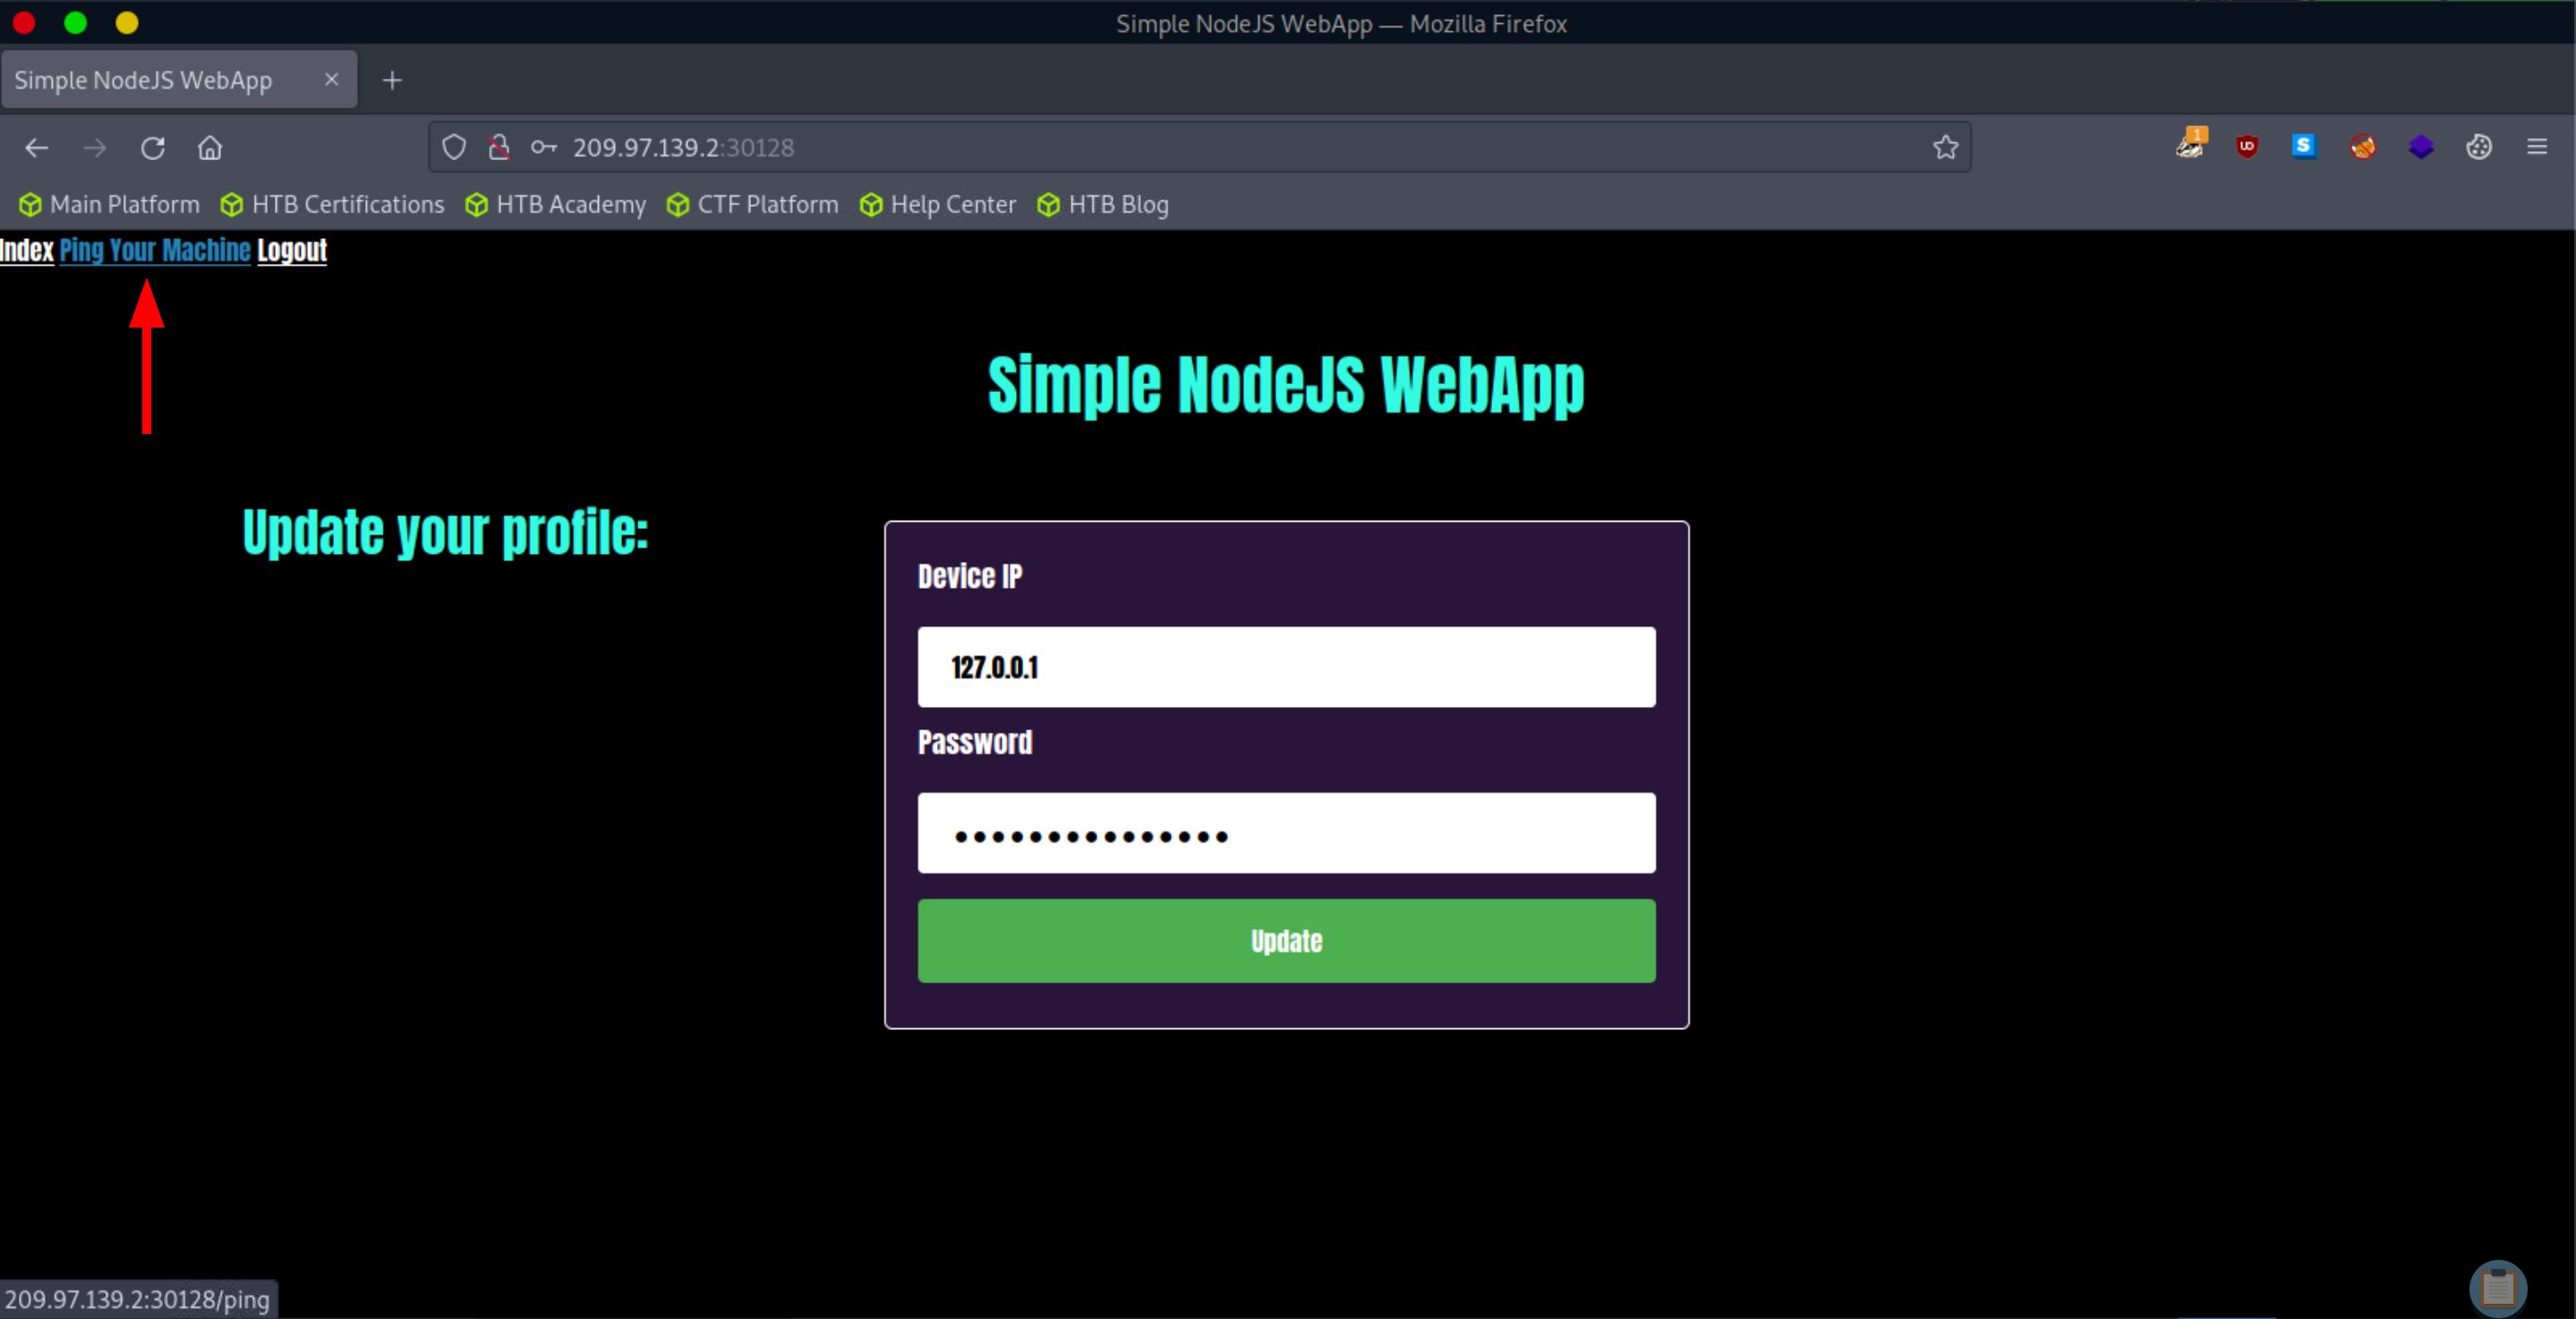 Simple NodeJS WebApp — Mozilla Firefox
Simple NodeJS WebApp
209.97.139.2:30128
1
UD
S
Main Platform HTB Certifications HTB Academy CTF Platform Help Center HTB Blog
Index Ping Your Machine Logout
Simple NodeJS WebApp
Update your profile:
Device IP
127.0.0.1
Password
Update
209.97.139.2:30128/ping